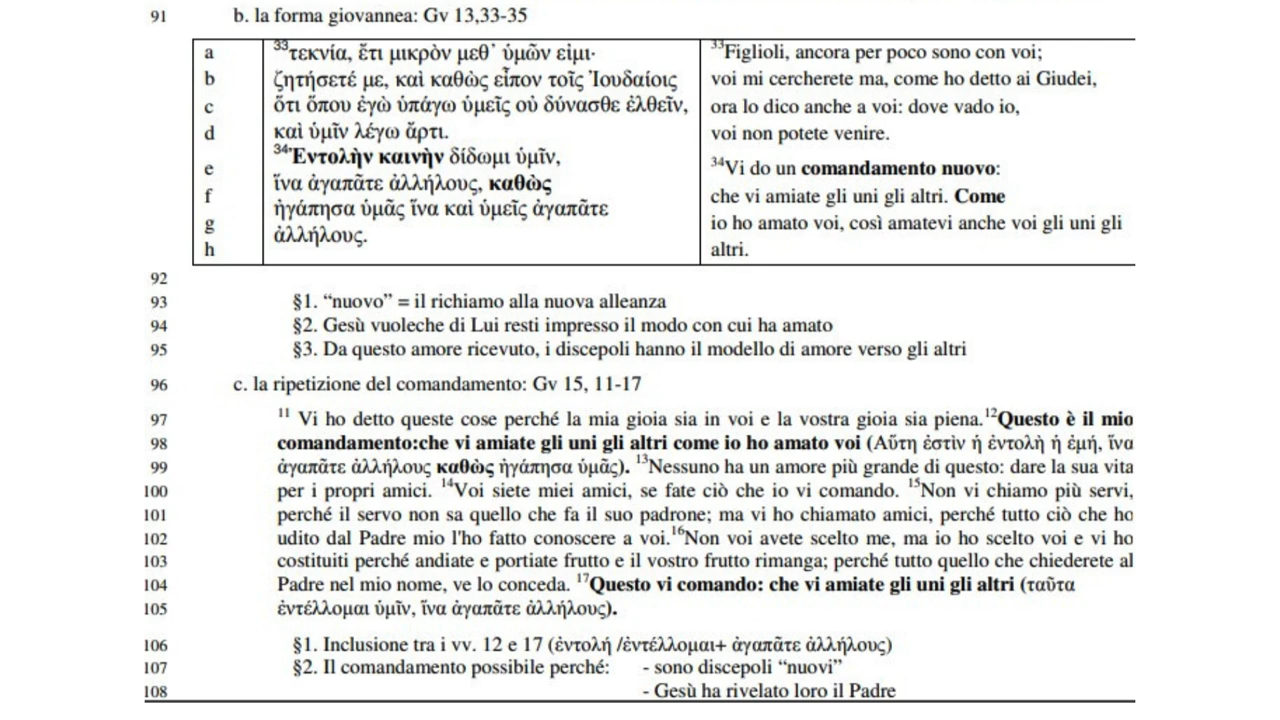 91 b. la forma giovannea: Gv 13,33-35
a ³³τεκνία, ἔτι μικρὸν μεθ’ ὑμῶν εἰμι· ³³Figlioli, ancora per poco sono con voi;
b ζητήσετέ με, καὶ καθὼς εἶπον τοῖς Ἰουδαίοις voi mi cercherete ma, come ho detto ai Giudei,
c ὅτι ὅπου ἐγὼ ὑπάγω ὑμεῖς οὐ δύνασθε ἐλθεῖν, ora lo dico anche a voi: dove vado io,
d καὶ ὑμῖν λέγω ἄρτι. voi non potete venire.
e ³⁴Ἐντολὴν καινὴν δίδωμι ὑμῖν, ³⁴Vi do un comandamento nuovo:
f ἵνα ἀγαπᾶτε ἀλλήλους, καθὼς che vi amiate gli uni gli altri. Come
g ἠγάπησα ὑμᾶς ἵνα καὶ ὑμεῖς ἀγαπᾶτε io ho amato voi, così amatevi anche voi gli uni gli
h ἀλλήλους. altri.
92
93 §1. “nuovo” = il richiamo alla nuova alleanza
94 §2. Gesù vuoleche di Lui resti impresso il modo con cui ha amato
95 §3. Da questo amore ricevuto, i discepoli hanno il modello di amore verso gli altri
96 c. la ripetizione del comandamento: Gv 15, 11-17
97 ¹¹ Vi ho detto queste cose perché la mia gioia sia in voi e la vostra gioia sia piena.¹²Questo è il mio
98 comandamento:che vi amiate gli uni gli altri come io ho amato voi (Αὕτη ἐστὶν ἡ ἐντολὴ ἡ ἐμή, ἵνα
99 ἀγαπᾶτε ἀλλήλους καθὼς ἠγάπησα ὑμᾶς). ¹³Nessuno ha un amore più grande di questo: dare la sua vita
100 per i propri amici. ¹⁴Voi siete miei amici, se fate ciò che io vi comando. ¹⁵Non vi chiamo più servi,
101 perché il servo non sa quello che fa il suo padrone; ma vi ho chiamato amici, perché tutto ciò che ho
102 udito dal Padre mio l'ho fatto conoscere a voi.¹⁶Non voi avete scelto me, ma io ho scelto voi e vi ho
103 costituiti perché andiate e portiate frutto e il vostro frutto rimanga; perché tutto quello che chiederete al
104 Padre nel mio nome, ve lo conceda. ¹⁷Questo vi comando: che vi amiate gli uni gli altri (ταῦτα
105 ἐντέλλομαι ὑμῖν, ἵνα ἀγαπᾶτε ἀλλήλους).
106 §1. Inclusione tra i vv. 12 e 17 (ἐντολή /ἐντέλλομαι+ ἀγαπᾶτε ἀλλήλους)
107 §2. Il comandamento possibile perché: - sono discepoli “nuovi”
108 - Gesù ha rivelato loro il Padre